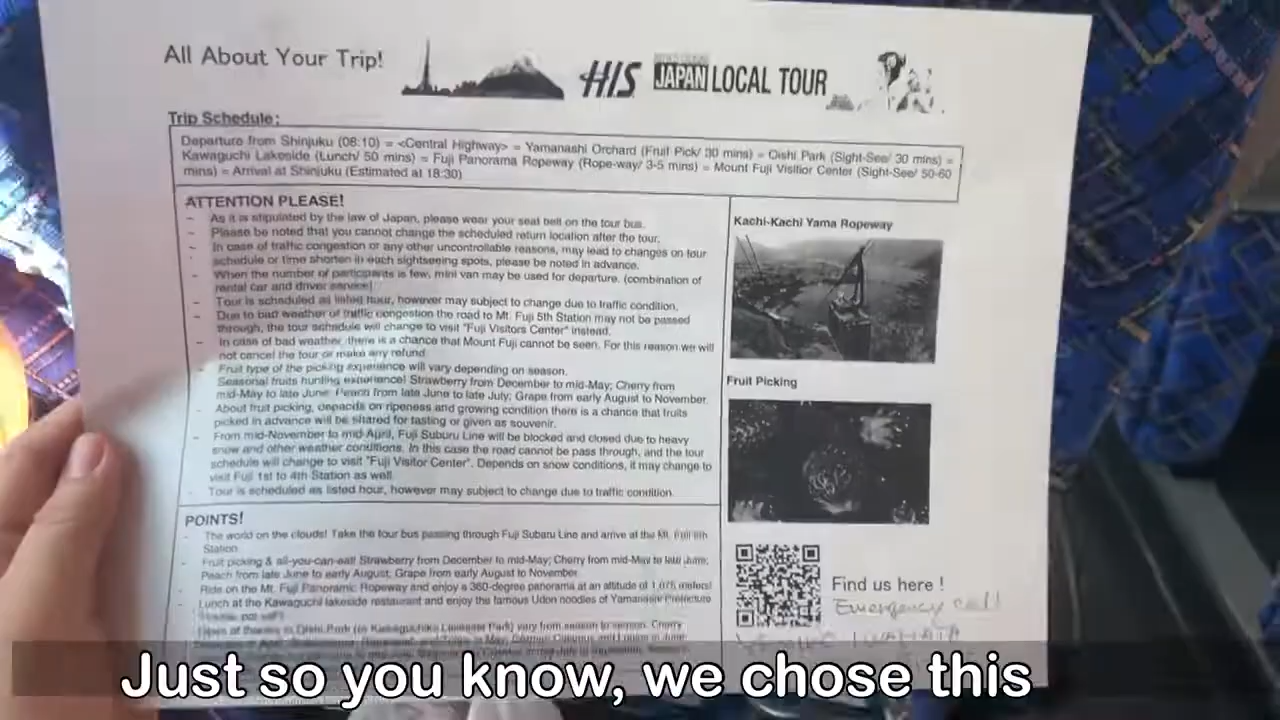 All About Your Trip!
HIS
JAPAN LOCAL TOUR
Trip Schedule:
Departure from Shinjuku (08:10) = <Central Highway> = Yamanashi Orchard (Fruit Pick/ 30 mins) = Oishi Park (Sight-See/ 30 mins) =
Kawaguchi Lakeside (Lunch/ 50 mins) = Fuji Panorama Ropeway (Rope-way/ 3-5 mins) = Mount Fuji Visitior Center (Sight-See/ 50-60
mins) = Arrival at Shinjuku (Estimated at 18:30)
ATTENTION PLEASE!
- As it is stipulated by the law of Japan, please wear your seat belt on the tour bus.
- Please be noted that you cannot change the scheduled return location after the tour.
- In case of traffic congestion or any other uncontrollable reasons, may lead to changes on tour
schedule or time shorten in each sightseeing spots, please be noted in advance.
- When the number of participants is few, mini van may be used for departure. (combination of
rental car and driver service)
- Tour is scheduled as listed hour, however may subject to change due to traffic condition.
- Due to bad weather of traffic congestion the road to Mt. Fuji 5th Station may not be passed
through, the tour schedule will change to visit "Fuji Visitors Center" instead.
- In case of bad weather, there is a chance that Mount Fuji cannot be seen. For this reason we will
not cancel the tour or make any refund.
- Fruit type of the picking experience will vary depending on season.
Seasonal fruits hunting experience! Strawberry from December to mid-May; Cherry from
mid-May to late June; Peach from late June to late July; Grape from early August to November.
- About fruit picking, depends on ripeness and growing condition there is a chance that fruits
picked in advance will be shared for tasting or given as souvenir.
- From mid-November to mid-April, Fuji Suburu Line will be blocked and closed due to heavy
snow and other weather conditions. In this case the road cannot be pass through, and the tour
schedule will change to visit "Fuji Visitor Center". Depends on snow conditions, it may change to
visit Fuji 1st to 4th Station as well.
- Tour is scheduled as listed hour, however may subject to change due to traffic condition.
Kachi-Kachi Yama Ropeway
Fruit Picking
POINTS!
- The world on the clouds! Take the tour bus passing through Fuji Subaru Line and arrive at the Mt. Fuji 5th
Station.
- Fruit picking & all-you-can-eat! Strawberry from December to mid-May; Cherry from mid-May to late June;
Peach from late June to early August; Grape from early August to November.
- Ride on the Mt. Fuji Panoramic Ropeway and enjoy a 360-degree panorama at an altitude of 1,075 meters!
- Lunch at the Kawaguchi lakeside restaurant and enjoy the famous Udon noodles of Yamanashi Prefecture
Find us here !
Emergency call
Just so you know, we chose this